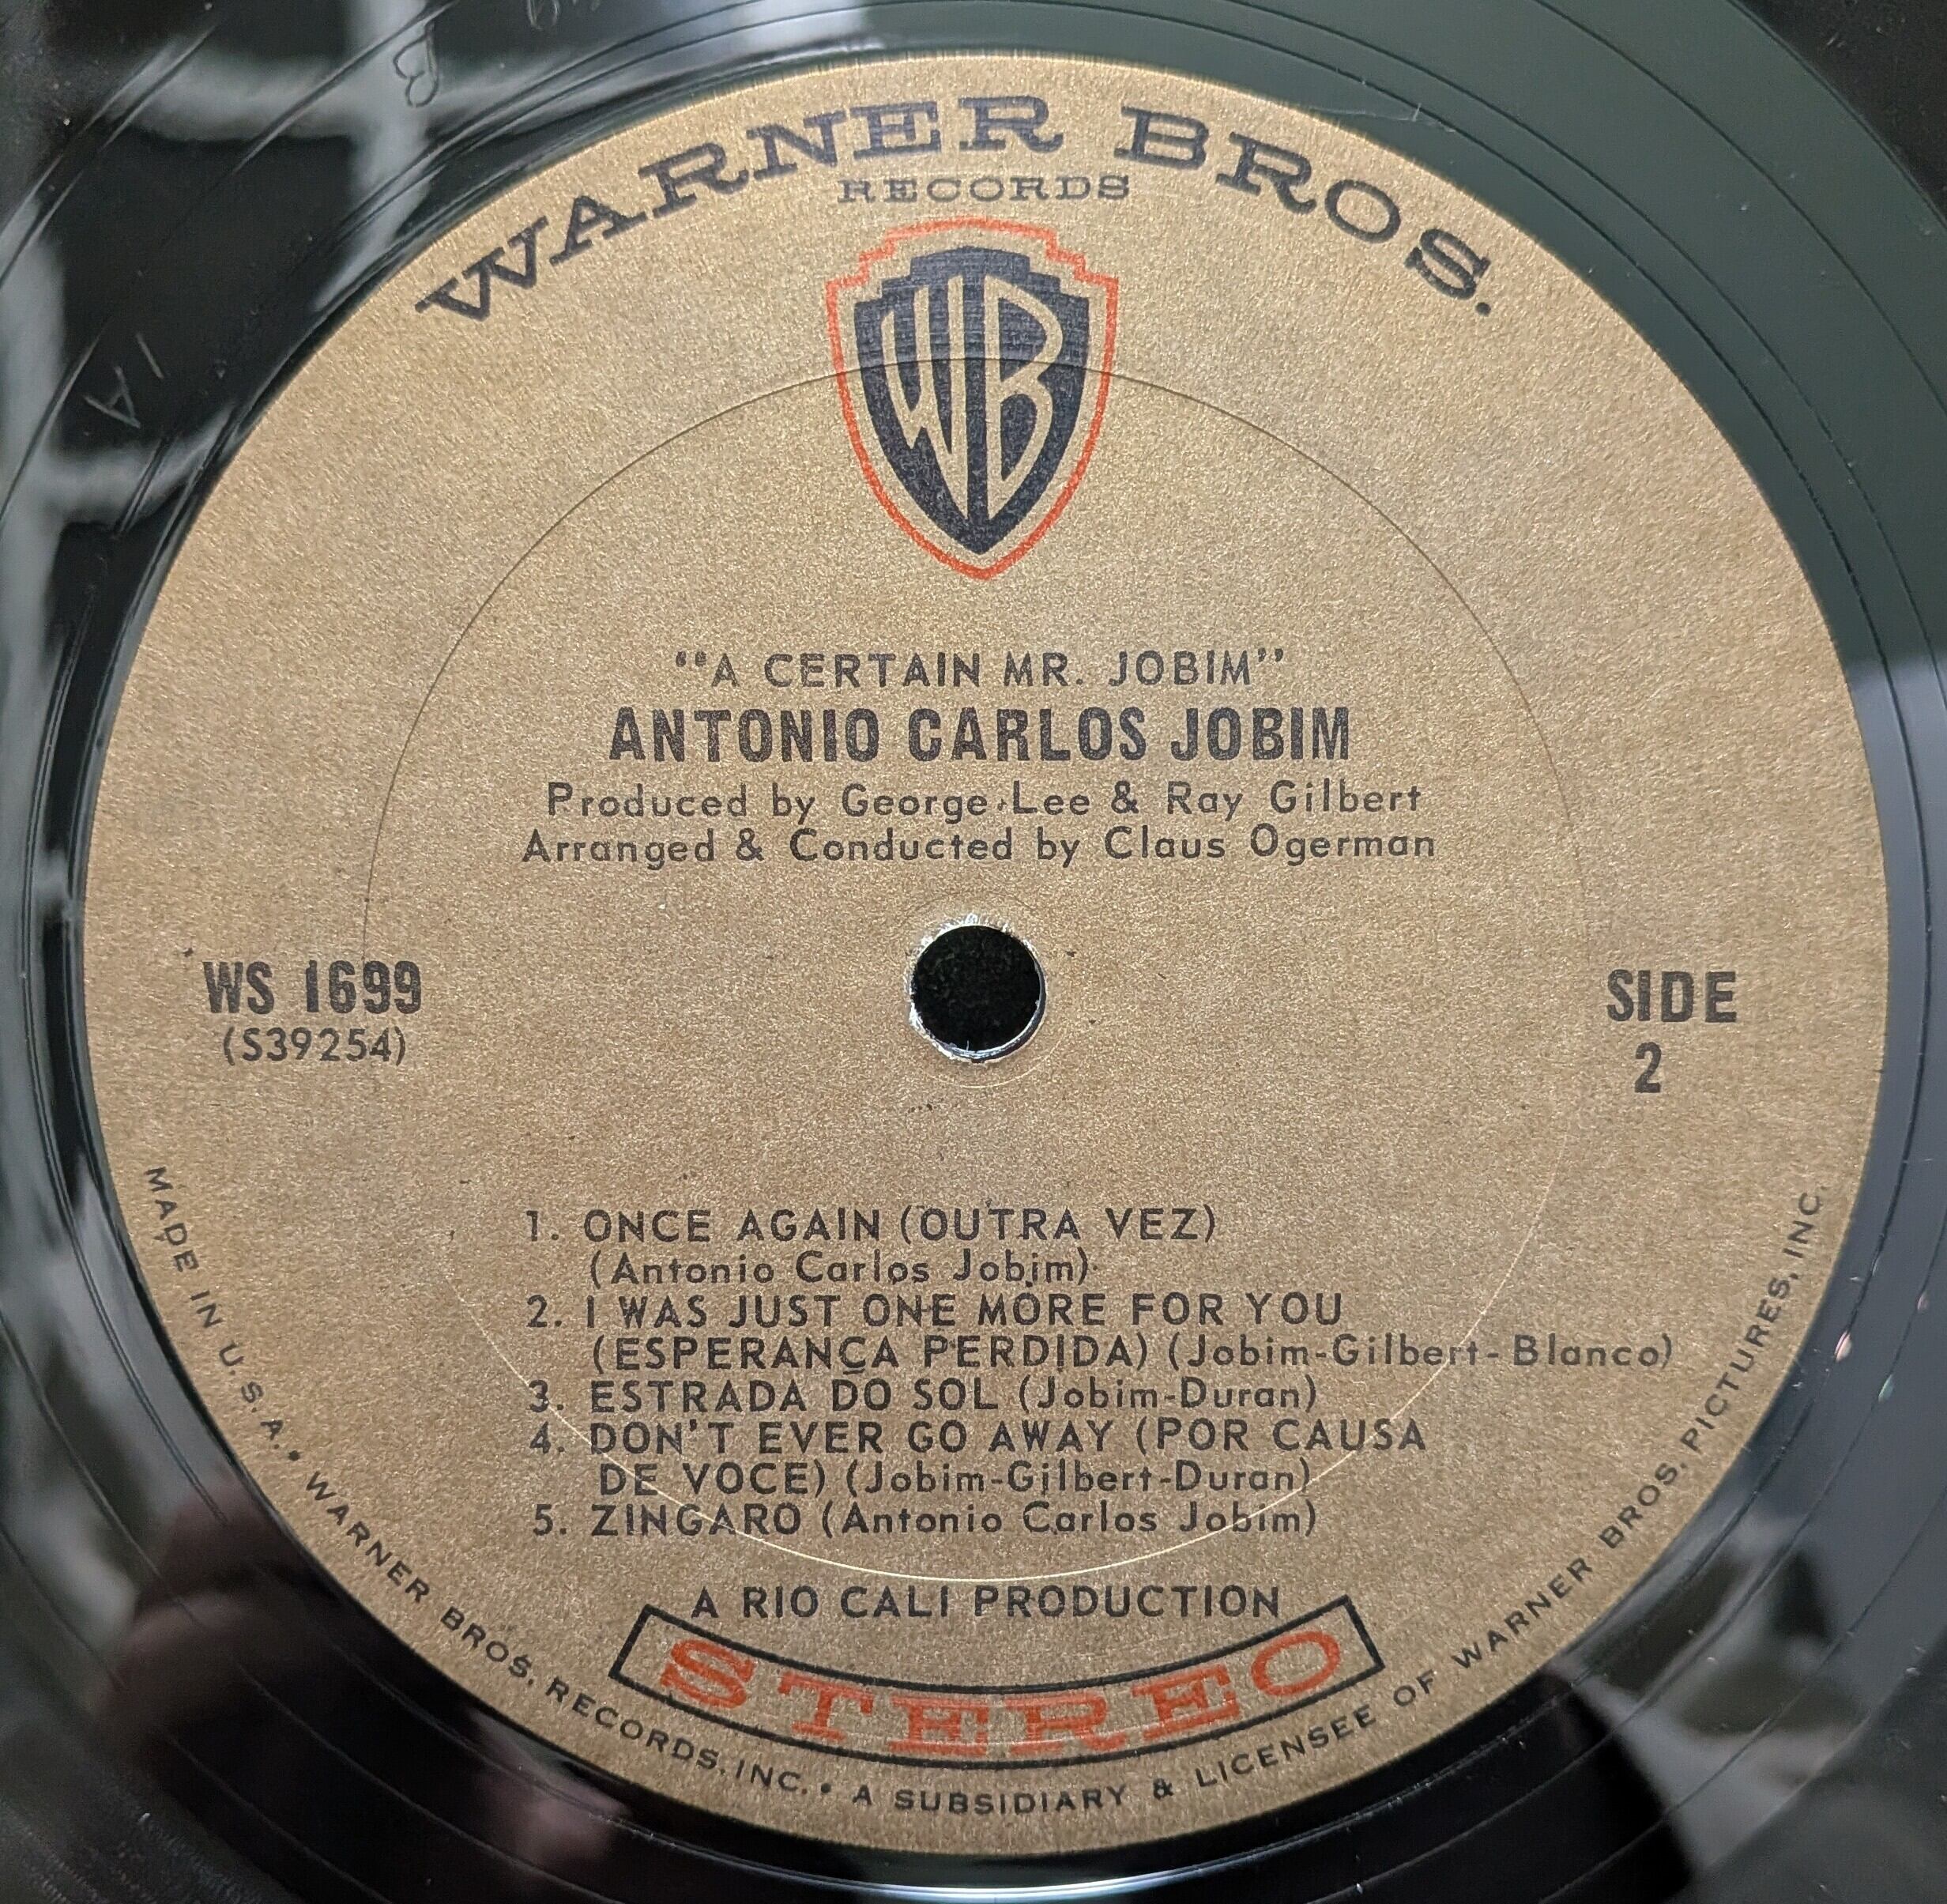 WARNER BROS.
RECORDS
WB
“A CERTAIN MR. JOBIM”
ANTONIO CARLOS JOBIM
Produced by George Lee & Ray Gilbert
Arranged & Conducted by Claus Ogerman
WS 1699
(S39254)
SIDE
2
1. ONCE AGAIN (OUTRA VEZ)
(Antonio Carlos Jobim)
2. I WAS JUST ONE MORE FOR YOU
(ESPERANÇA PERDIDA) (Jobim-Gilbert-Blanco)
3. ESTRADA DO SOL (Jobim-Duran)
4. DON'T EVER GO AWAY (POR CAUSA
DE VOCE) (Jobim-Gilbert-Duran)
5. ZINGARO (Antonio Carlos Jobim)
A RIO CALI PRODUCTION
STEREO
MADE IN U.S.A. • WARNER BROS. RECORDS, INC. • A SUBSIDIARY & LICENSEE OF WARNER BROS. PICTURES, INC.